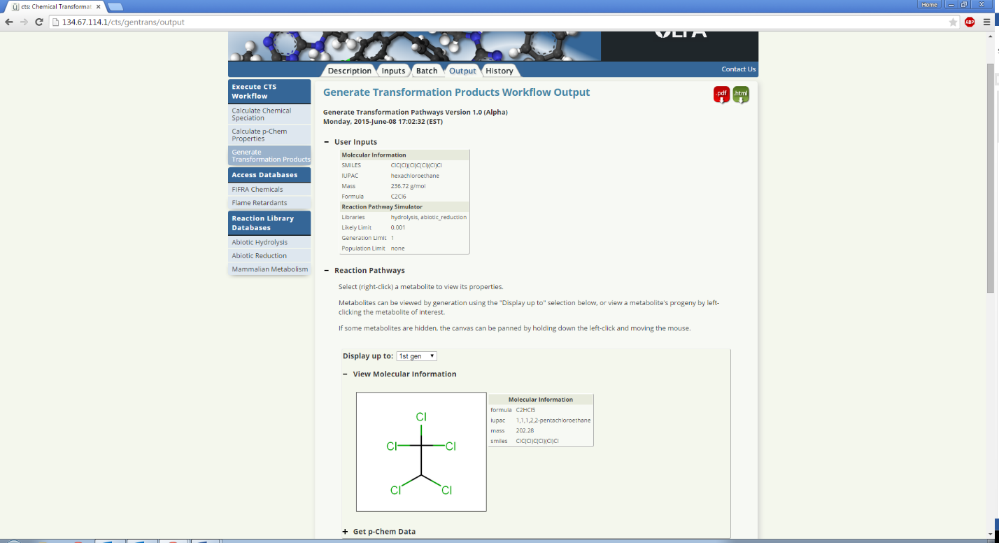 cts: Chemical Transformat
Home
134.67.114.1/cts/gentrans/output
ABP
Description Inputs Batch Output History
Contact Us
Execute CTS
Workflow
Calculate Chemical
Speciation
Calculate p-Chem
Properties
Generate
Transformation Products
Access Databases
FIFRA Chemicals
Flame Retardants
Reaction Library
Databases
Abiotic Hydrolysis
Abiotic Reduction
Mammalian Metabolism
Generate Transformation Products Workflow Output
.pdf
.html
Generate Transformation Pathways Version 1.0 (Alpha)
Monday, 2015-June-08 17:02:32 (EST)
− User Inputs
Molecular Information
SMILES ClC(Cl)(Cl)C(Cl)(Cl)Cl
IUPAC hexachloroethane
Mass 236.72 g/mol
Formula C2Cl6
Reaction Pathway Simulator
Libraries hydrolysis, abiotic_reduction
Likely Limit 0.001
Generation Limit 1
Population Limit none
− Reaction Pathways
Select (right-click) a metabolite to view its properties.
Metabolites can be viewed by generation using the "Display up to" selection below, or view a metabolite's progeny by left-
clicking the metabolite of interest.
If some metabolites are hidden, the canvas can be panned by holding down the left-click and moving the mouse.
Display up to: 1st gen
− View Molecular Information
Cl
Cl Cl
Cl Cl
Molecular Information
formula C2HCl5
iupac 1,1,1,2,2-pentachloroethane
mass 202.28
smiles ClC(Cl)C(Cl)(Cl)Cl
+ Get p-Chem Data